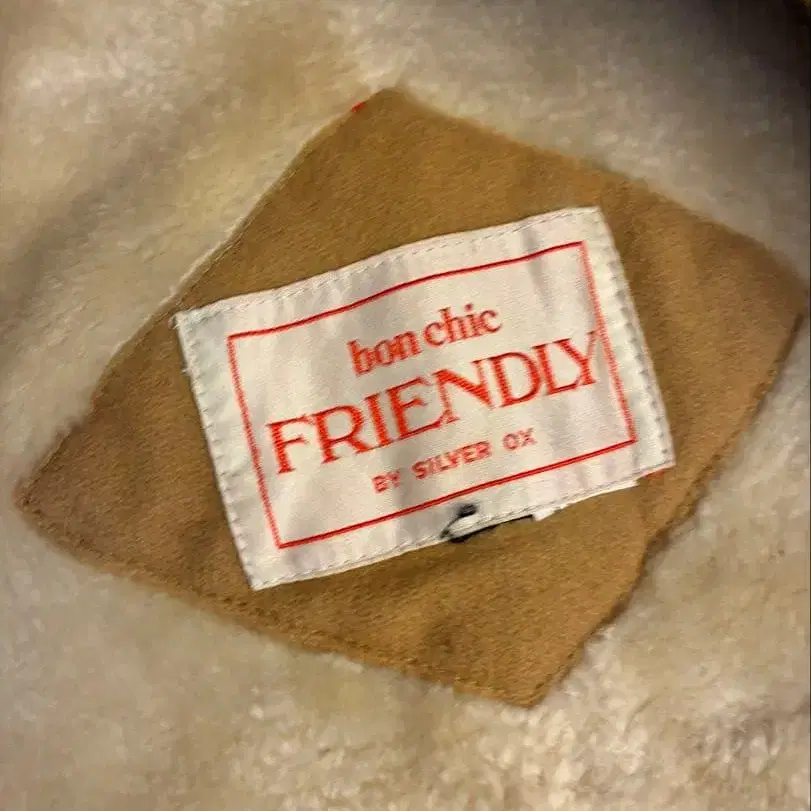 bon chic
FRIENDLY
BY SILVER OX